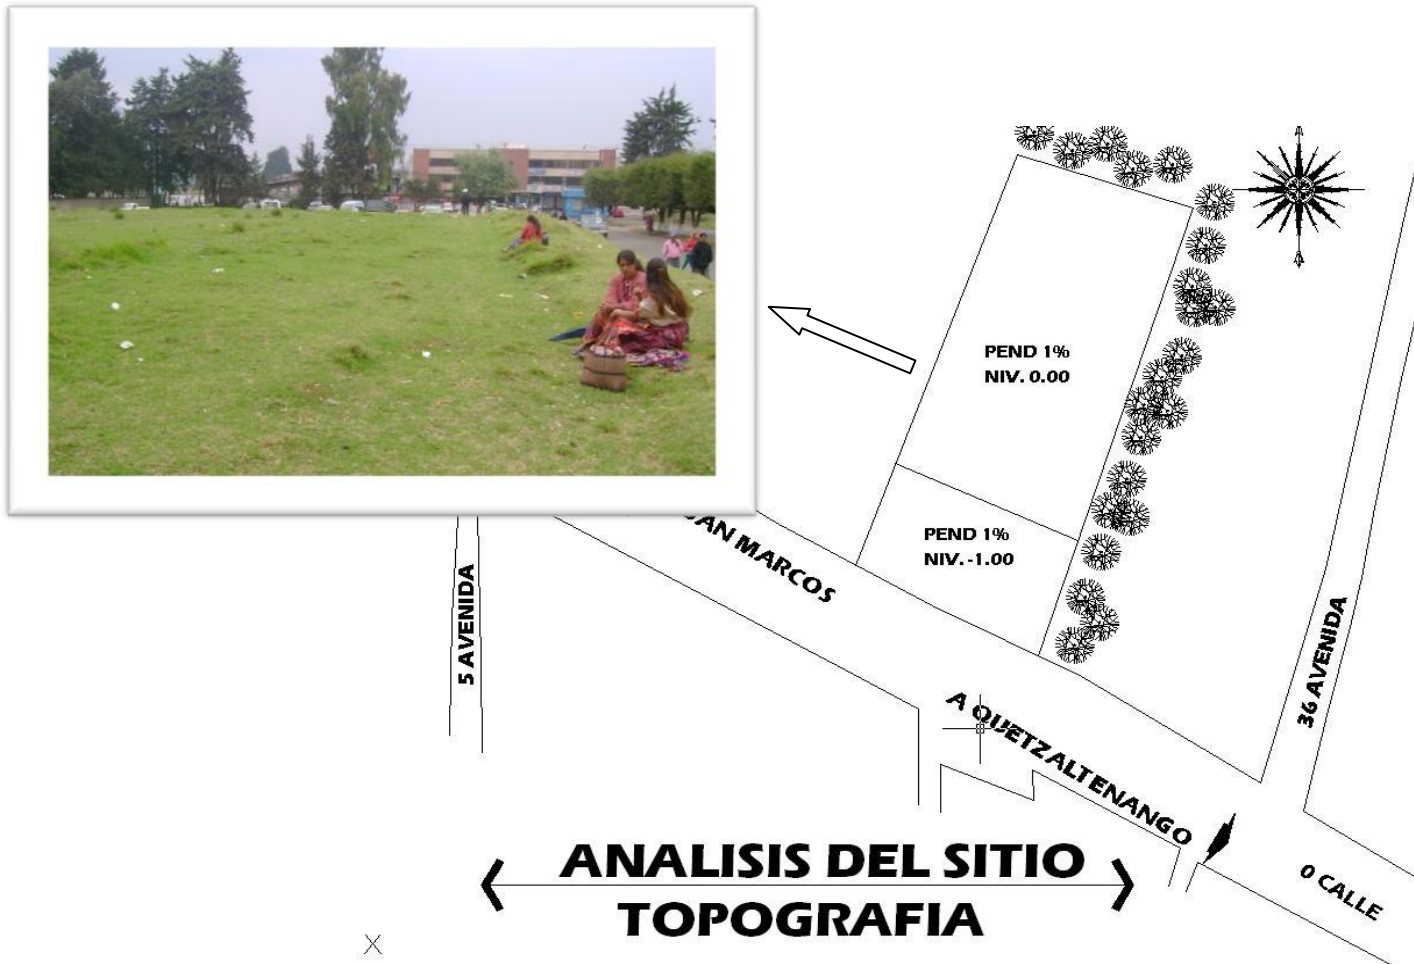 PEND 1%
NIV. 0.00
PEND 1%
NIV. -1.00
SAN MARCOS
5 AVENIDA
36 AVENIDA
A QUETZALTENANGO
0 CALLE
ANALISIS DEL SITIO
TOPOGRAFIA